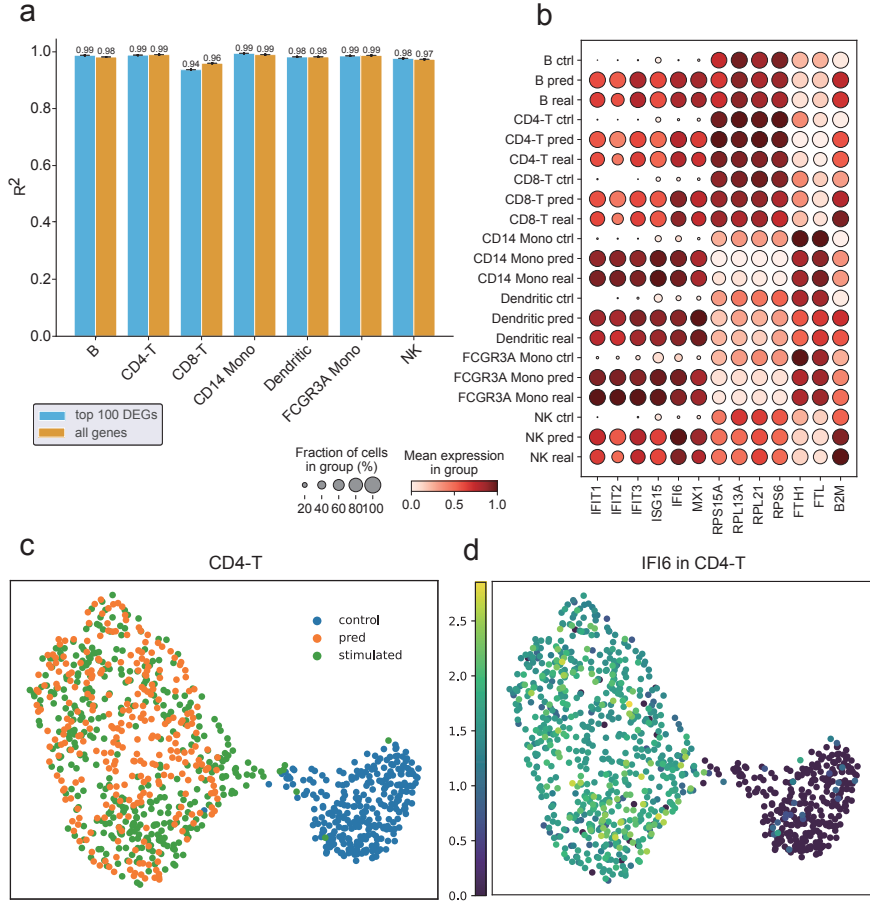 a
R²
1.0
0.8
0.6
0.4
0.2
0.0
0.99 0.98 0.99 0.99 0.94 0.96 0.99 0.99 0.98 0.98 0.99 0.99 0.98 0.97
B CD4-T CD8-T CD14 Mono Dendritic FCGR3A Mono NK
top 100 DEGs
all genes
b
B ctrl
B pred
B real
CD4-T ctrl
CD4-T pred
CD4-T real
CD8-T ctrl
CD8-T pred
CD8-T real
CD14 Mono ctrl
CD14 Mono pred
CD14 Mono real
Dendritic ctrl
Dendritic pred
Dendritic real
FCGR3A Mono ctrl
FCGR3A Mono pred
FCGR3A Mono real
NK ctrl
NK pred
NK real
IFIT1 IFIT2 IFIT3 ISG15 IFI6 MX1 RPS15A RPL13A RPL21 RPS6 FTH1 FTL B2M
Fraction of cells
in group (%)
20 40 60 80 100
Mean expression
in group
0.0 0.5 1.0
c
CD4-T
control
pred
stimulated
d
IFI6 in CD4-T
2.5
2.0
1.5
1.0
0.5
0.0